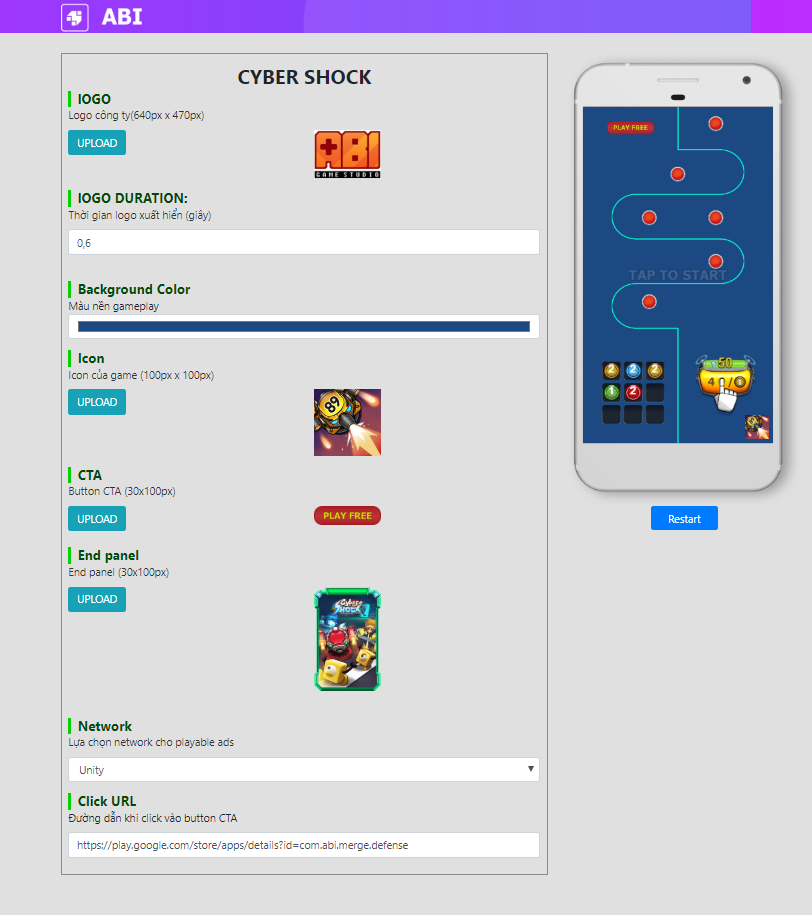 ABI
CYBER SHOCK
lOGO
Logo công ty(640px x 470px)
UPLOAD
ABI
GAME STUDIO
lOGO DURATION:
Thời gian logo xuất hiển (giây)
0,6
Background Color
Màu nền gameplay
Icon
Icon của game (100px x 100px)
UPLOAD
89
CTA
Button CTA (30x100px)
UPLOAD
PLAY FREE
End panel
End panel (30x100px)
UPLOAD
Cyber
SHOCK
Network
Lựa chọn network cho playable ads
Unity
Click URL
Đường dẫn khi click vào button CTA
https://play.google.com/store/apps/details?id=com.abi.merge.defense
PLAY FREE
TAP TO START
50
2 2 2
4 0/1
1 2
Restart